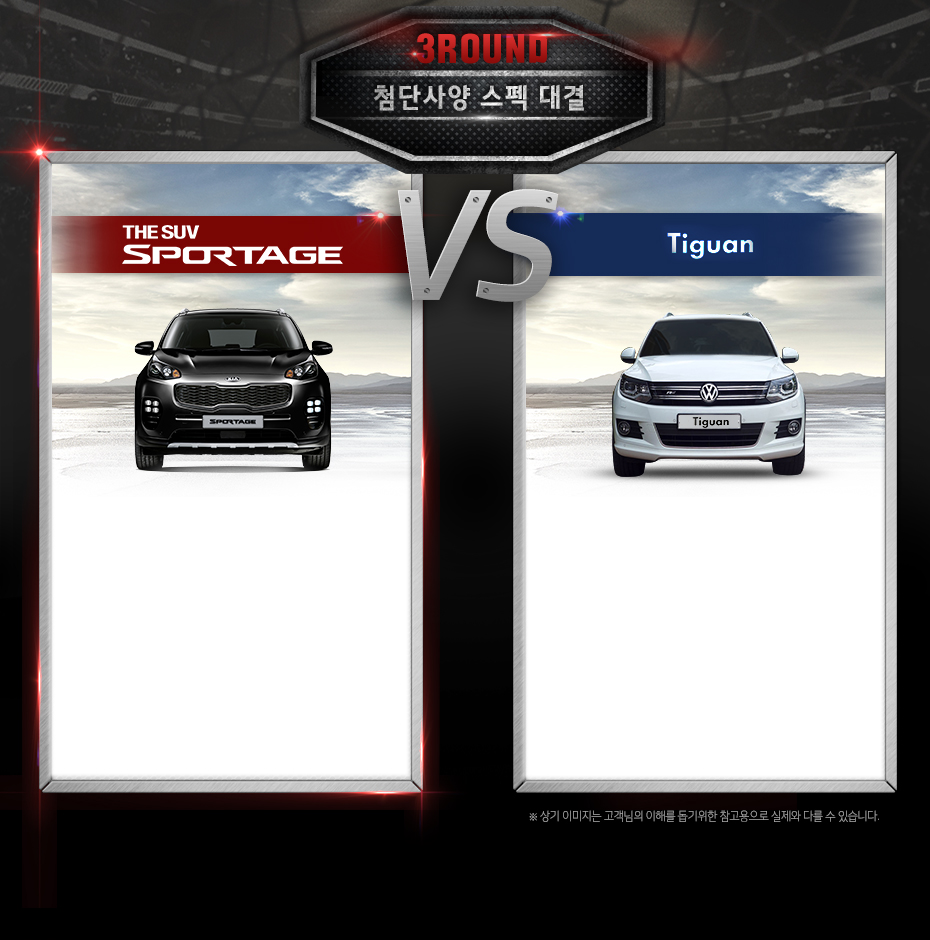 3ROUND
첨단사양 스펙 대결
VS
THE SUV
SPORTAGE
Tiguan
KIA
SPORTAGE
Tiguan
※ 상기 이미지는 고객님의 이해를 돕기위한 참고용으로 실제와 다를 수 있습니다.